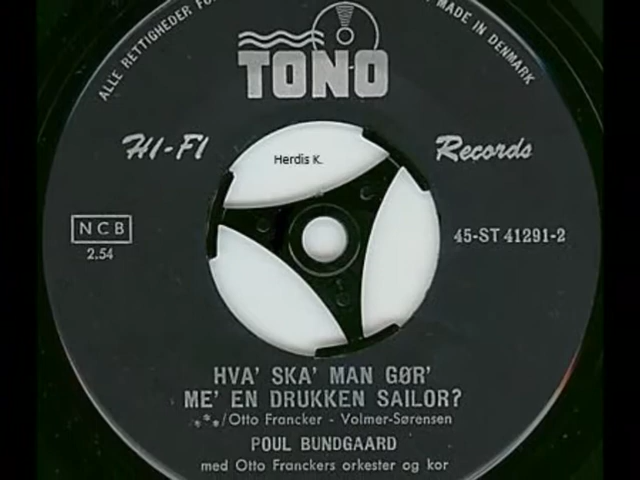 ALLE RETTIGHEDER FOR
MADE IN DENMARK
TONO
HI-FI
Records
Herdis K.
NCB
2.54
45-ST 41291-2
HVA' SKA' MAN GØR'
ME' EN DRUKKEN SAILOR?
***/Otto Francker - Volmer-Sørensen
POUL BUNDGAARD
med Otto Franckers orkester og kor